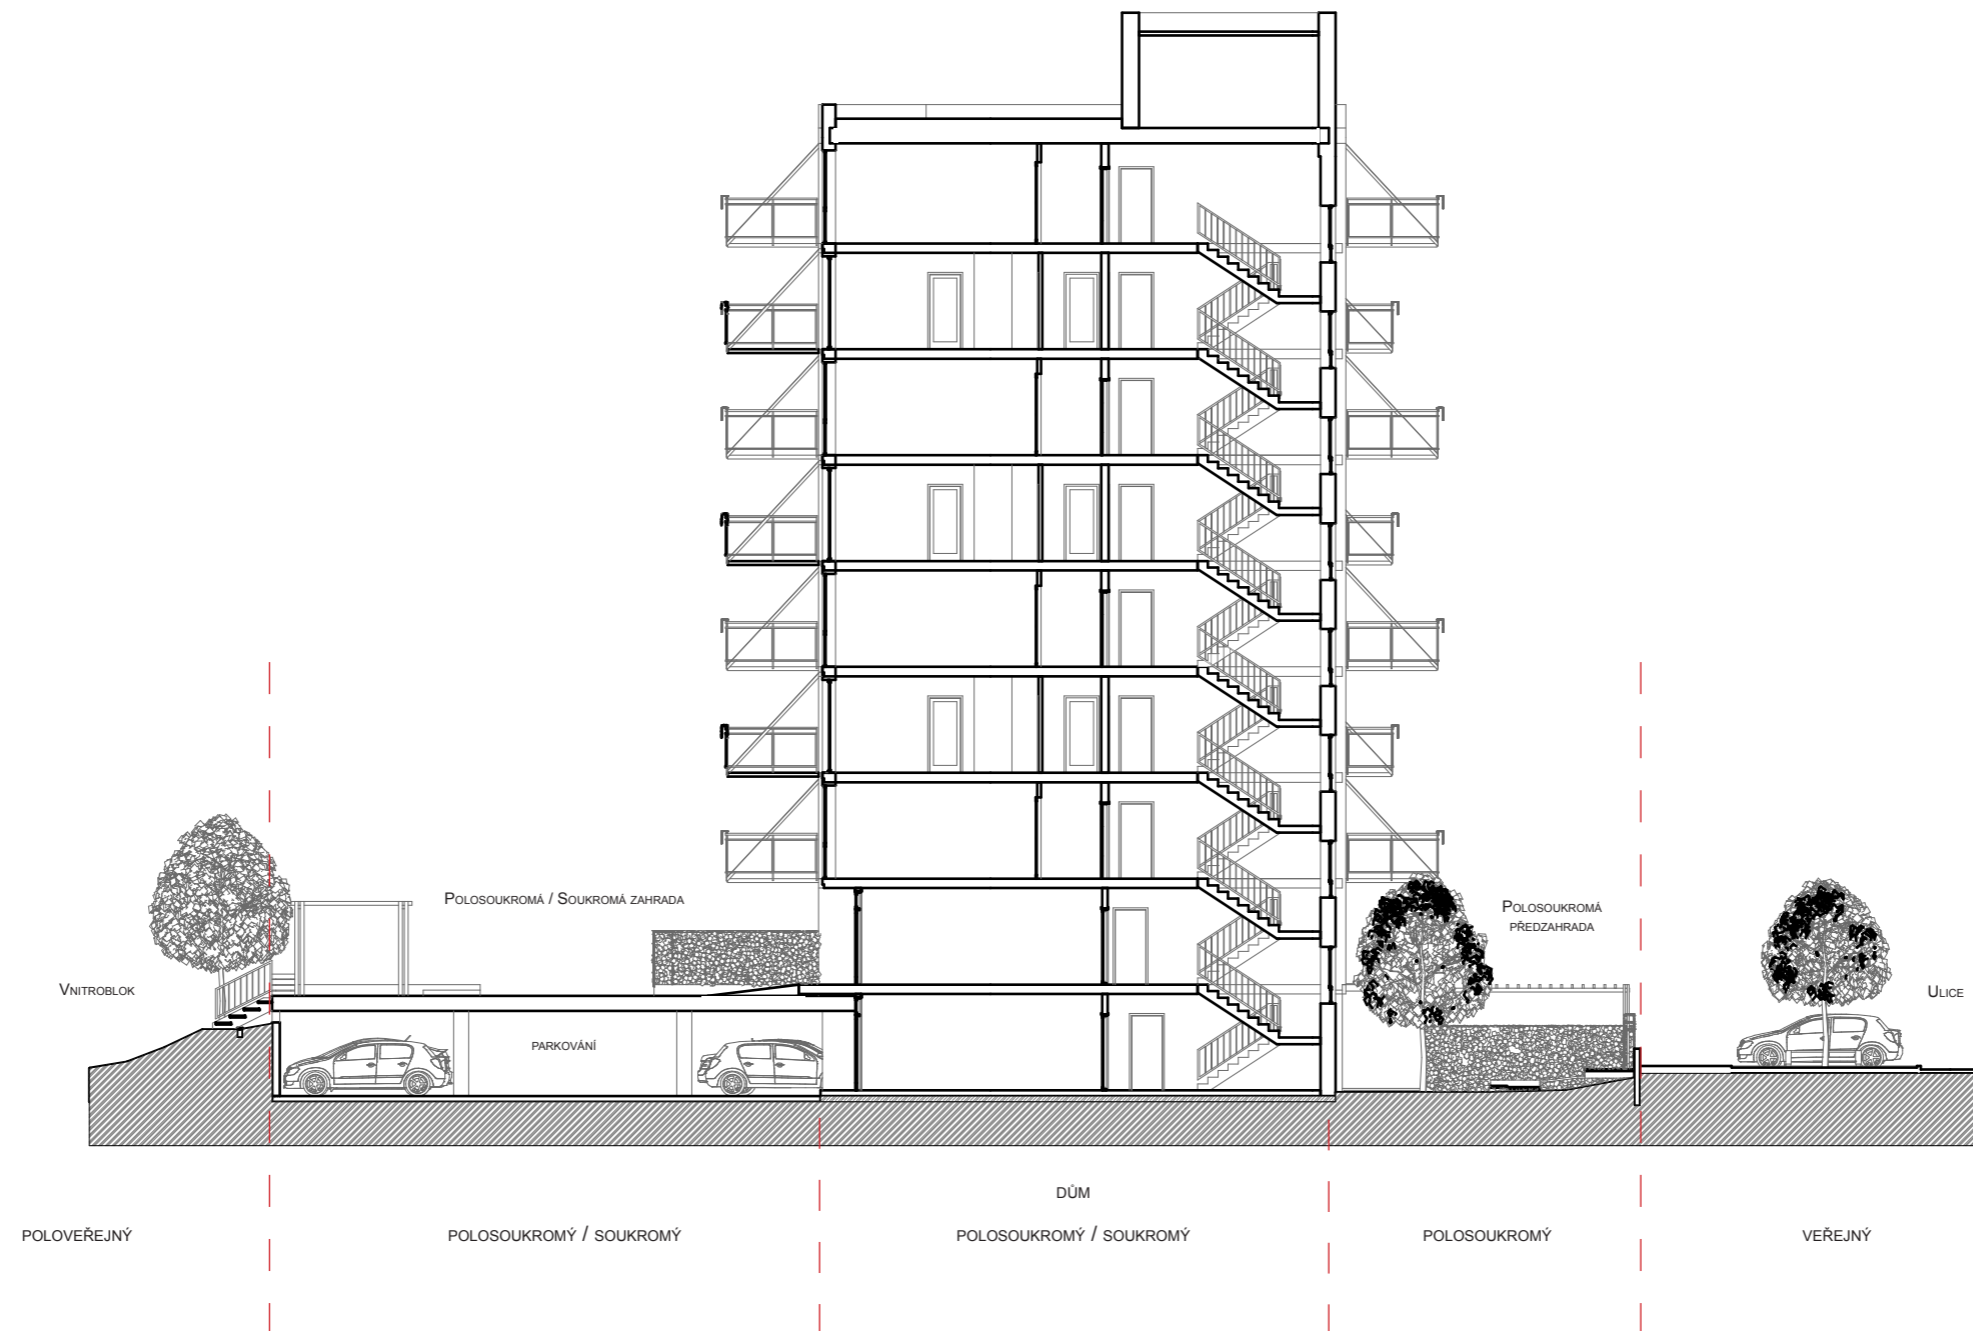 Polosoukromá / Soukromá zahrada
Polosoukromá
předzahrada
Vnitroblok
Ulice
parkování
dům
poloveřejný
polosoukromý / soukromý
polosoukromý / soukromý
polosoukromý
veřejný